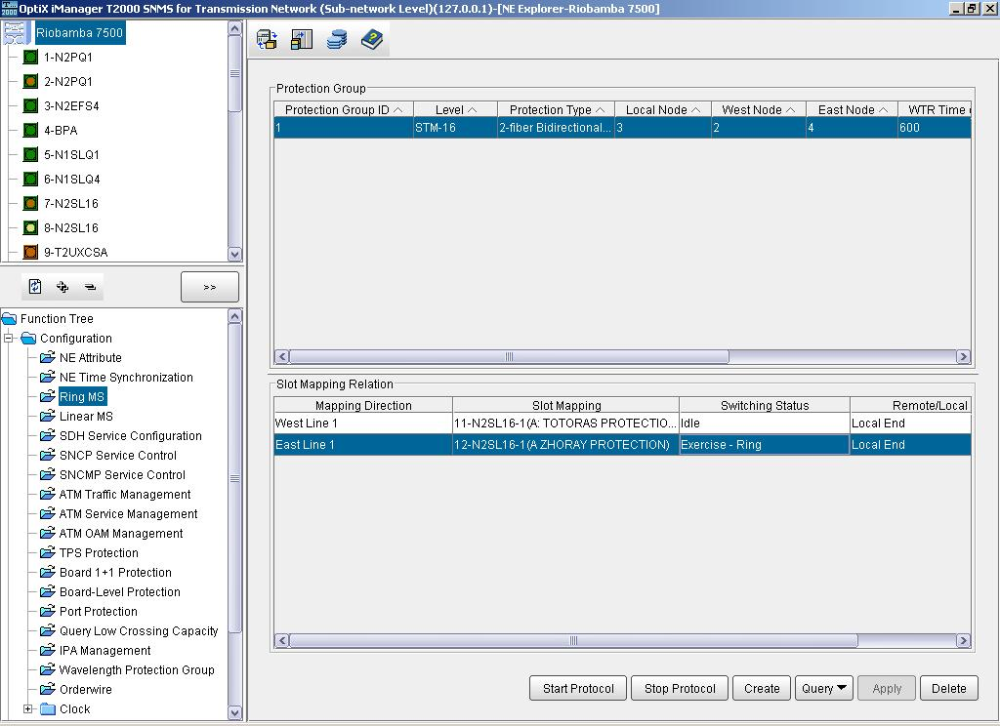 OptiX iManager T2000 SNMS for Transmission Network (Sub-network Level)(127.0.0.1)-[NE Explorer-Riobamba 7500]
Riobamba 7500
1-N2PQ1
2-N2PQ1
3-N2EFS4
4-BPA
5-N1SLQ1
6-N1SLQ4
7-N2SL16
8-N2SL16
9-T2UXCSA
>>
Function Tree
Configuration
NE Attribute
NE Time Synchronization
Ring MS
Linear MS
SDH Service Configuration
SNCP Service Control
SNCMP Service Control
ATM Traffic Management
ATM Service Management
ATM OAM Management
TPS Protection
Board 1+1 Protection
Board-Level Protection
Port Protection
Query Low Crossing Capacity
IPA Management
Wavelength Protection Group
Orderwire
Clock
Protection Group
Protection Group ID Level Protection Type Local Node West Node East Node WTR Time
1 STM-16 2-fiber Bidirectional... 3 2 4 600
Slot Mapping Relation
Mapping Direction Slot Mapping Switching Status Remote/Local
West Line 1 11-N2SL16-1(A: TOTORAS PROTECTIO... Idle Local End
East Line 1 12-N2SL16-1(A ZHORAY PROTECTION) Exercise - Ring Local End
Start Protocol Stop Protocol Create Query Apply Delete